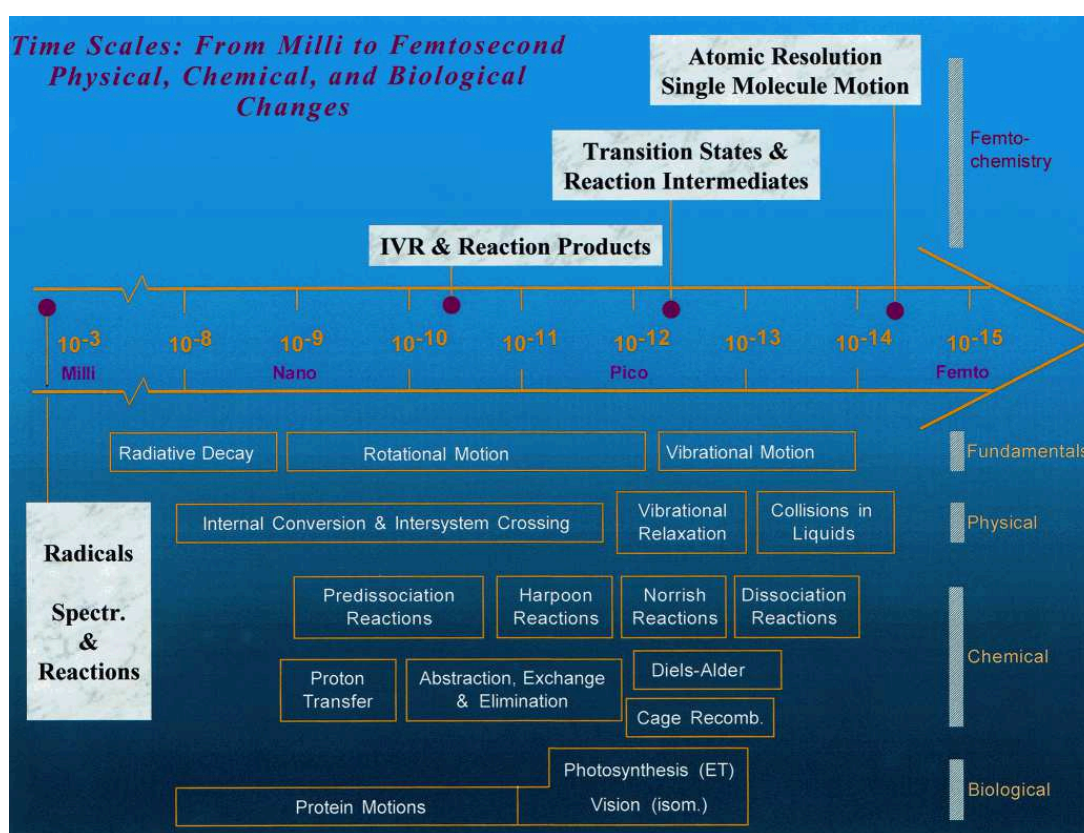 Time Scales: From Milli to Femtosecond
Physical, Chemical, and Biological
Changes
Atomic Resolution
Single Molecule Motion
Femto-
chemistry
Transition States &
Reaction Intermediates
IVR & Reaction Products
10-3 10-8 10-9 10-10 10-11 10-12 10-13 10-14 10-15
Milli Nano Pico Femto
Radiative Decay Rotational Motion Vibrational Motion Fundamentals
Internal Conversion & Intersystem Crossing
Vibrational
Relaxation
Collisions in
Liquids
Physical
Radicals
Spectr.
&
Reactions
Predissociation
Reactions
Harpoon
Reactions
Norrish
Reactions
Dissociation
Reactions
Chemical
Proton
Transfer
Abstraction, Exchange
& Elimination
Diels-Alder
Cage Recomb.
Photosynthesis (ET)
Vision (isom.)
Protein Motions
Biological